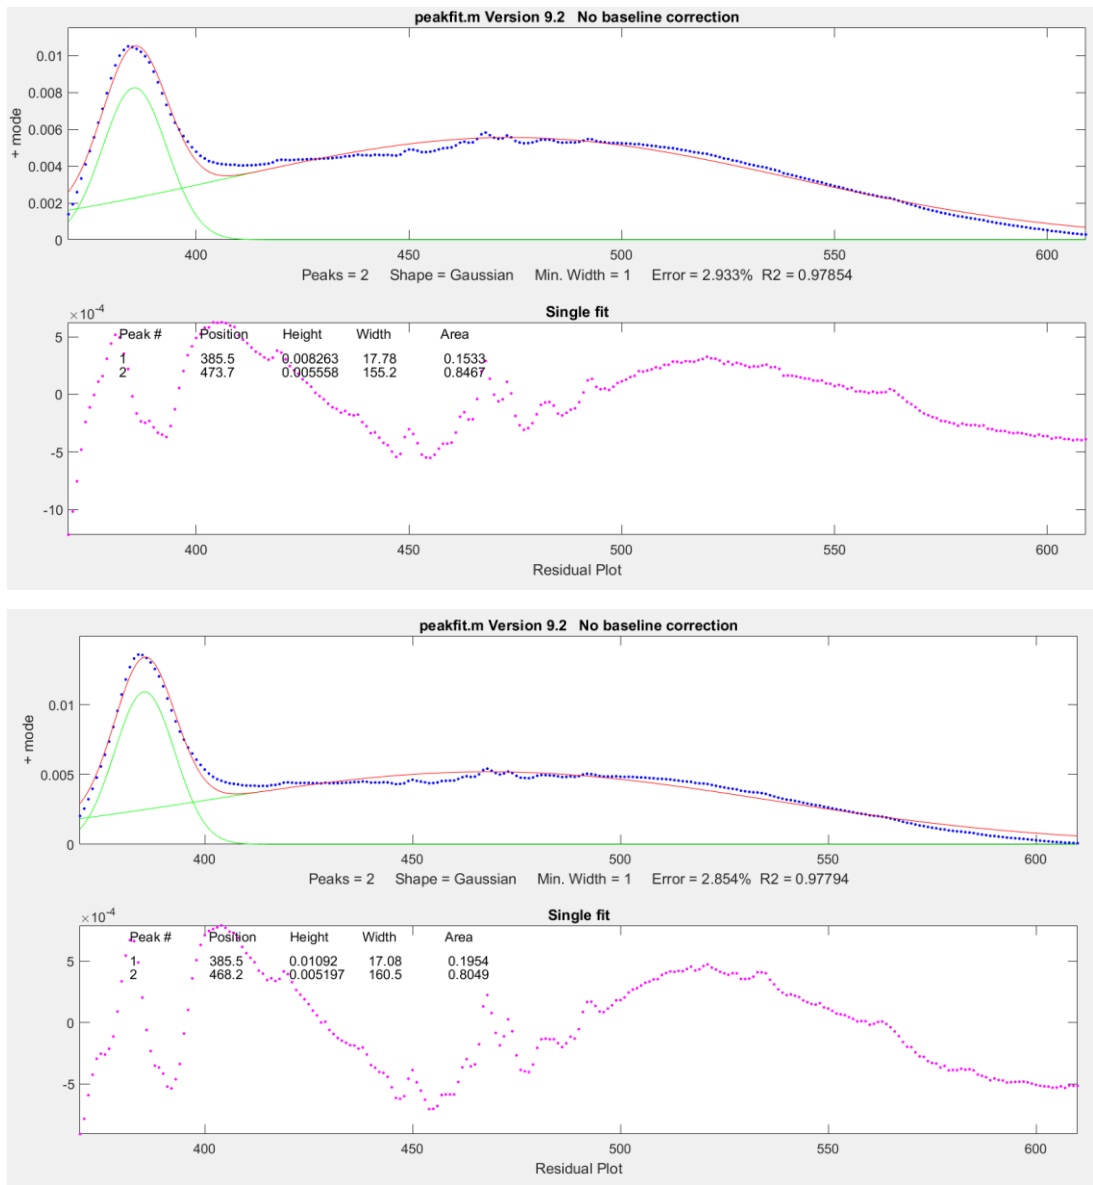 peakfit.m Version 9.2 No baseline correction
0.01
0.008
0.006
0.004
0.002
0
+ mode
400 450 500 550 600
Peaks = 2 Shape = Gaussian Min. Width = 1 Error = 2.933% R2 = 0.97854
×10-4
Single fit
5
0
-5
-10
Peak # Position Height Width Area
1 385.5 0.008263 17.78 0.1533
2 473.7 0.005558 155.2 0.8467
400 450 500 550 600
Residual Plot
peakfit.m Version 9.2 No baseline correction
0.01
0.005
0
+ mode
400 450 500 550 600
Peaks = 2 Shape = Gaussian Min. Width = 1 Error = 2.854% R2 = 0.97794
×10-4
Single fit
5
0
-5
Peak # Position Height Width Area
1 385.5 0.01092 17.08 0.1954
2 468.2 0.005197 160.5 0.8049
400 450 500 550 600
Residual Plot